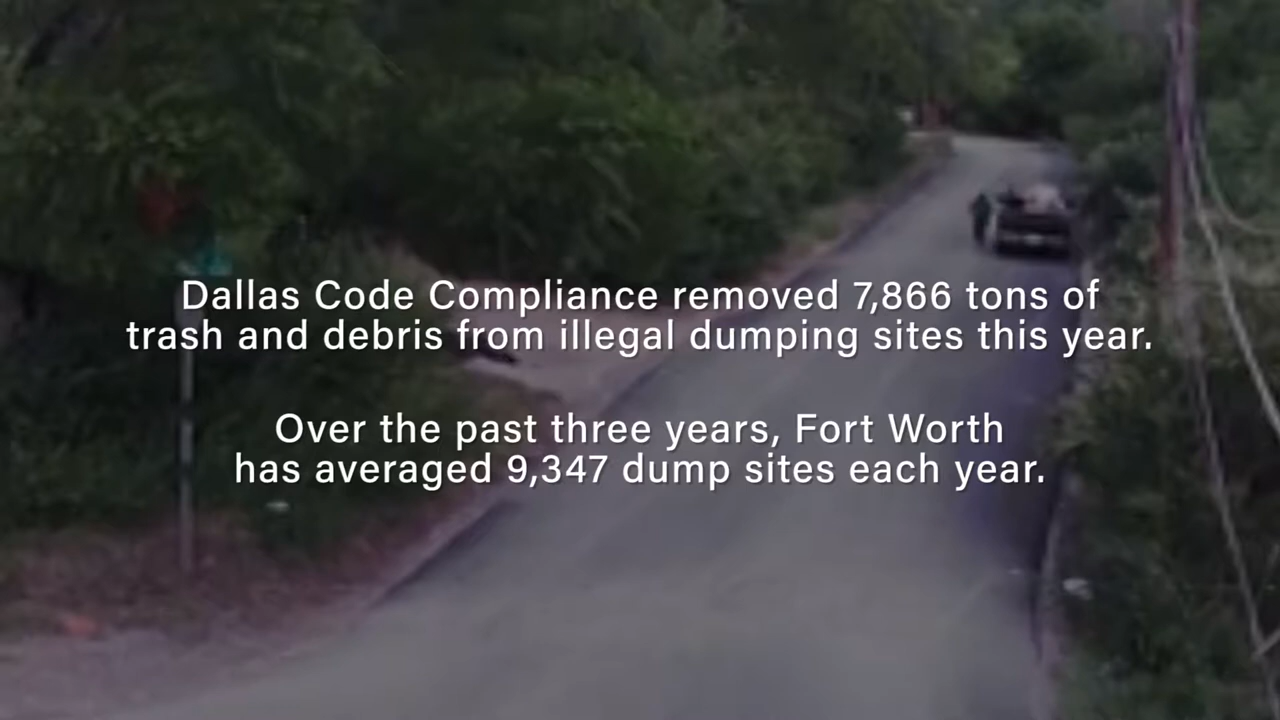 Dallas Code Compliance removed 7,866 tons of
trash and debris from illegal dumping sites this year.
Over the past three years, Fort Worth
has averaged 9,347 dump sites each year.